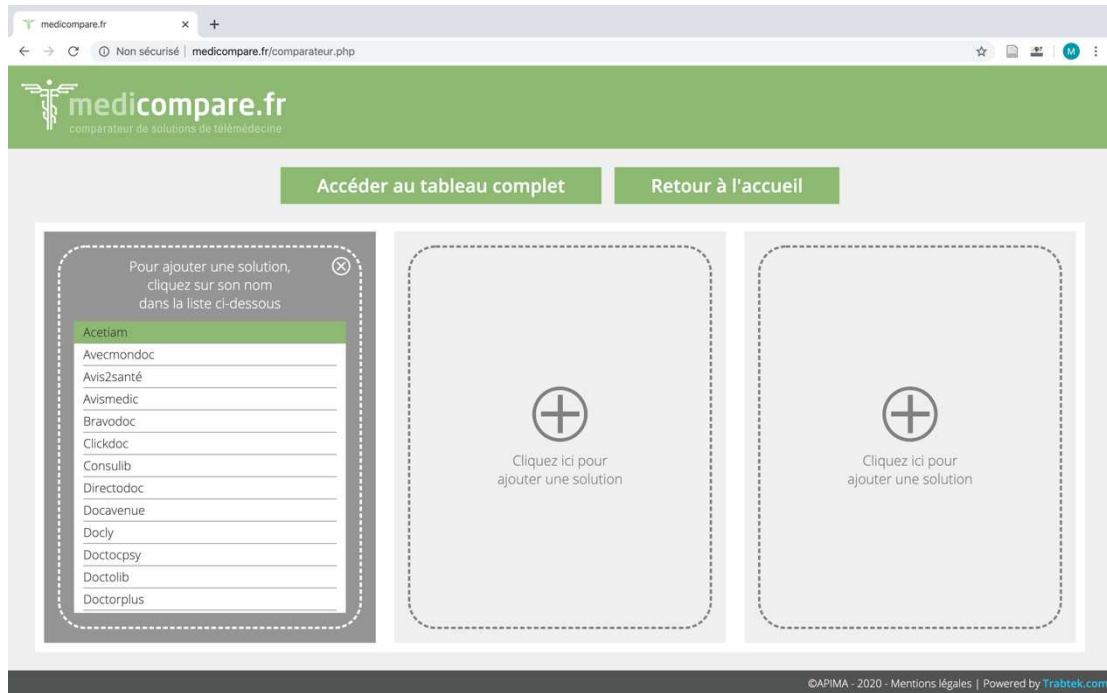 medicompare.fr
Non sécurisé | medicompare.fr/comparateur.php
M
medicompare.fr
comparateur de solutions de télémédecine
Accéder au tableau complet
Retour à l'accueil
Pour ajouter une solution,
cliquez sur son nom
dans la liste ci-dessous
Acetiam
Avecmondoc
Avis2santé
Avismedic
Bravodoc
Clickdoc
Consulib
Directodoc
Docavenue
Docly
Doctocpsy
Doctolib
Doctorplus
Cliquez ici pour
ajouter une solution
Cliquez ici pour
ajouter une solution
©APIMA - 2020 - Mentions légales | Powered by Trabtek.com